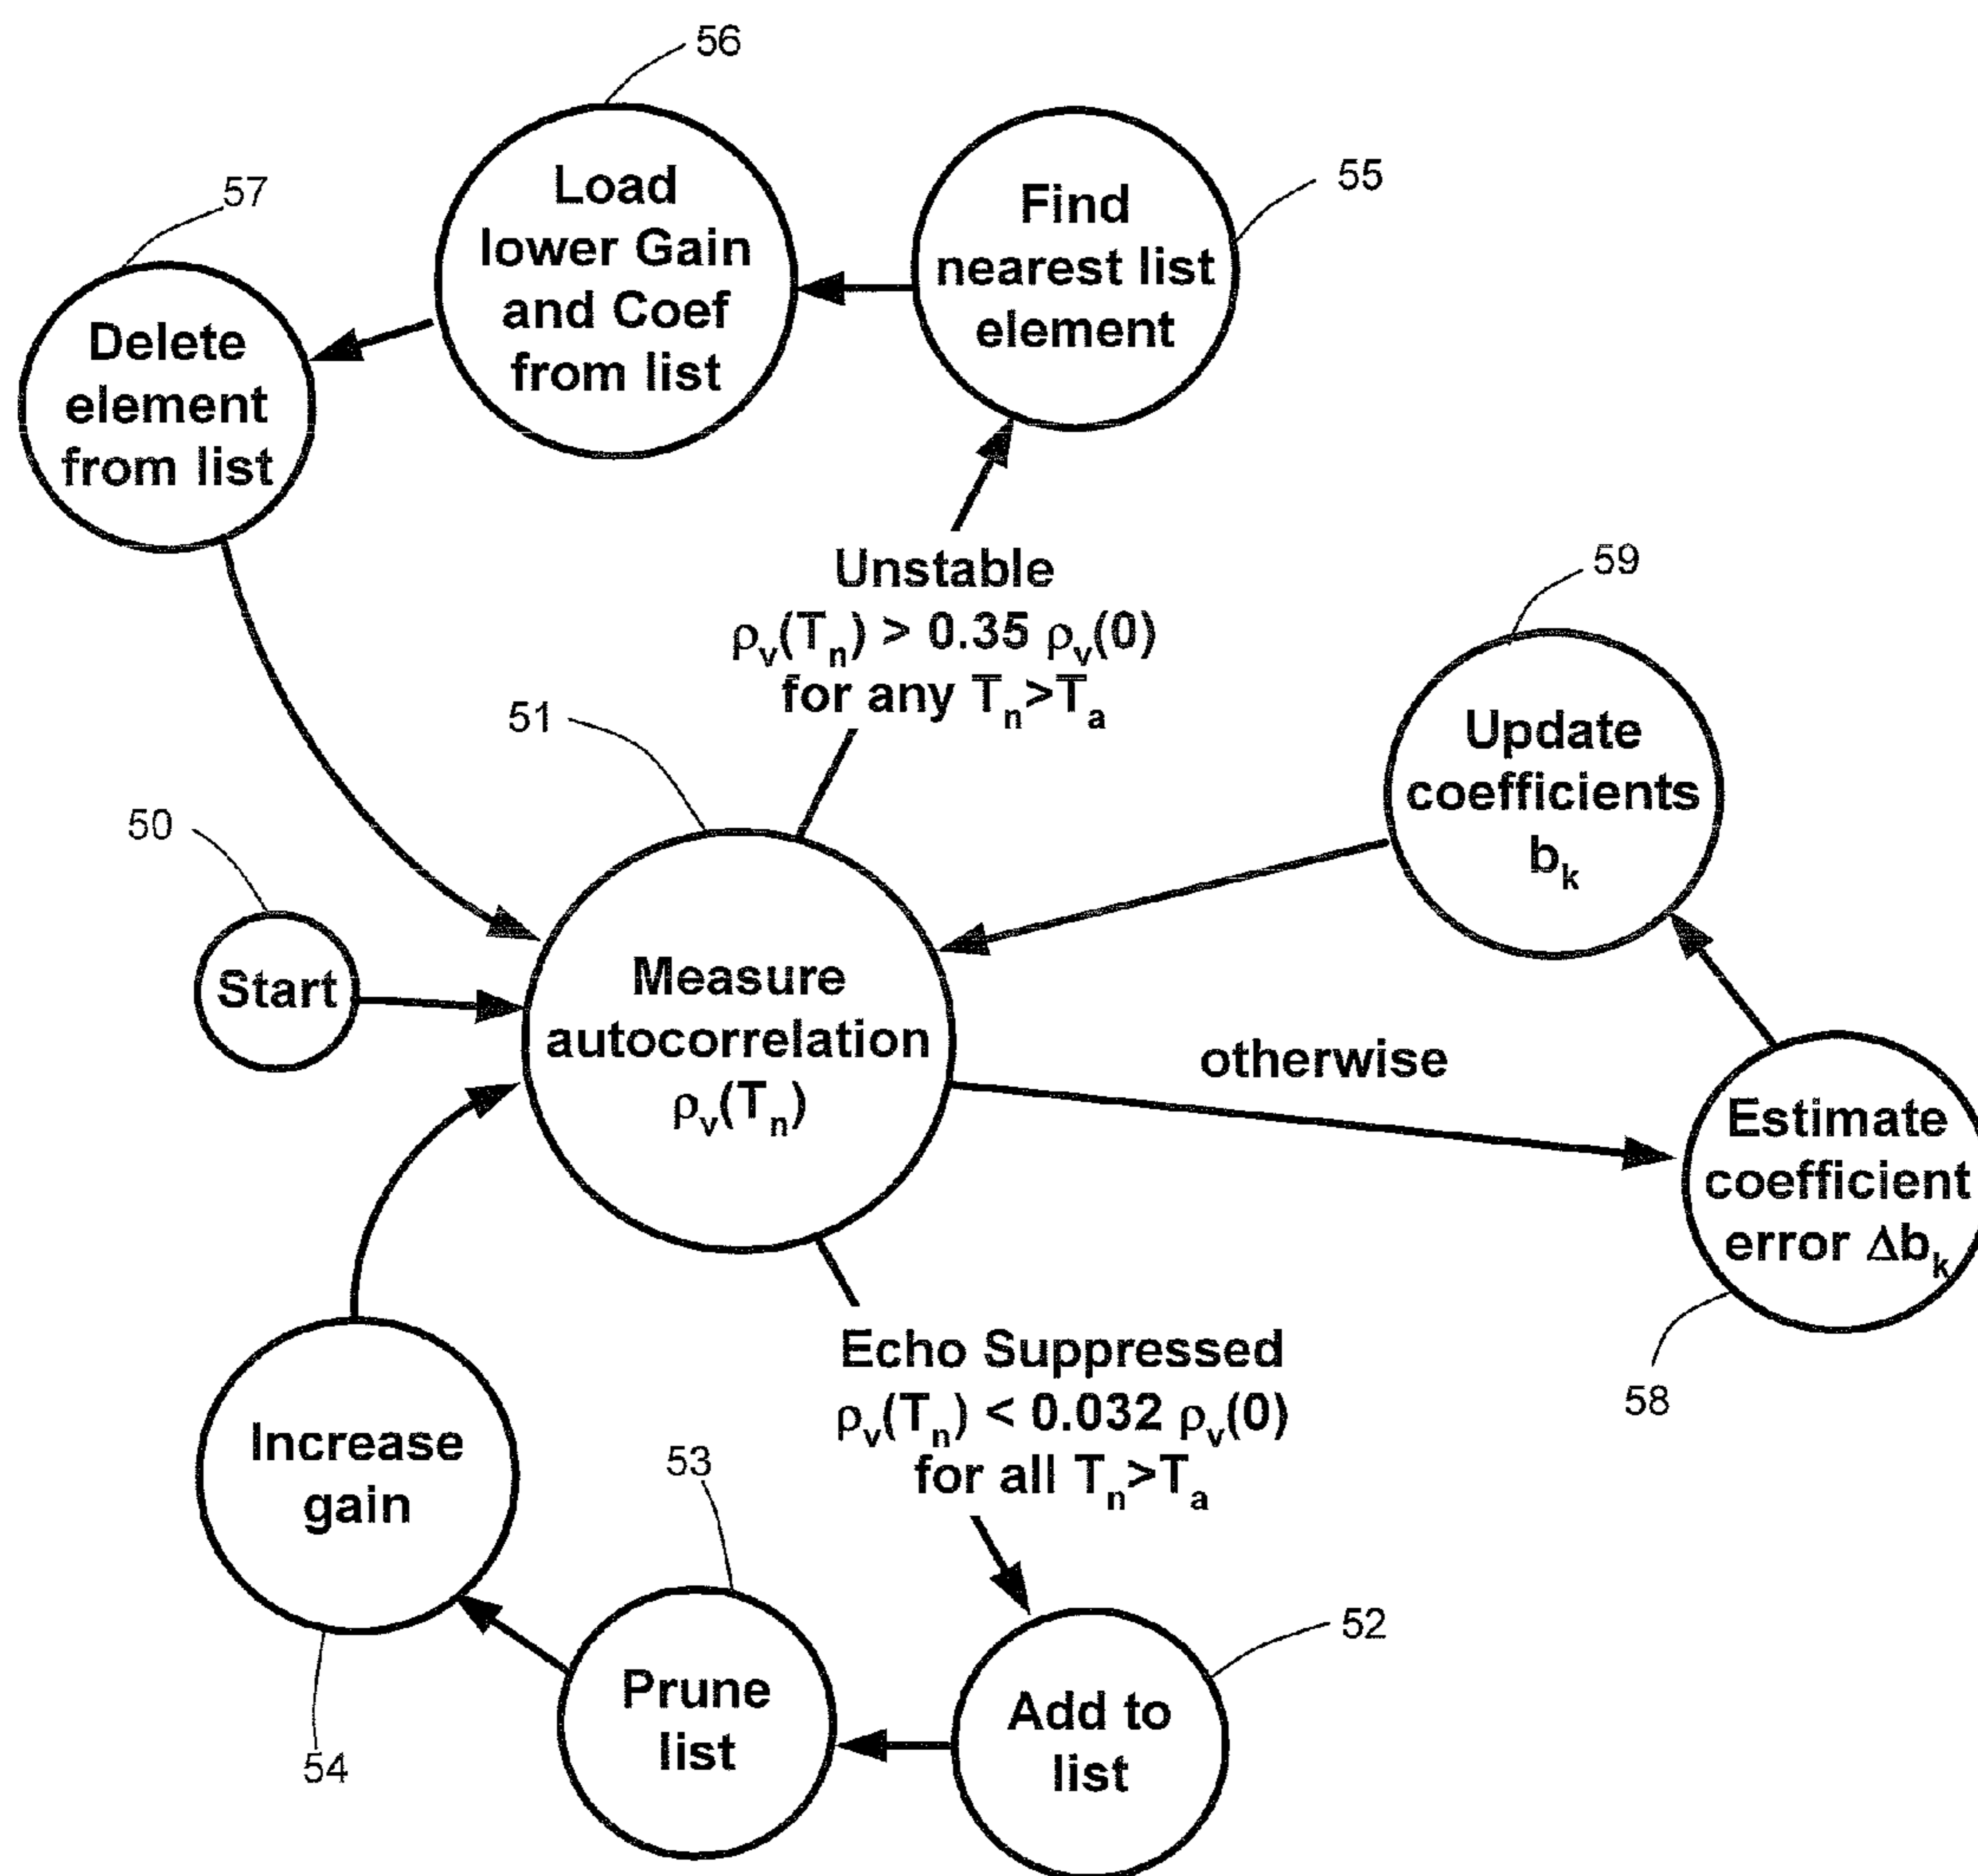 56
Load
lower Gain
and Coef
from list
55
Find
nearest list
element
57
Delete
element
from list
Unstable
ρv(Tn) > 0.35 ρv(0)
for any Tn>Ta
59
Update
coefficients
bk
51
50
Start
Measure
autocorrelation
ρv(Tn)
otherwise
Estimate
coefficient
error Δbk
58
Echo Suppressed
ρv(Tn) < 0.032 ρv(0)
for all Tn>Ta
Increase
gain
54
53
Prune
list
52
Add to
list